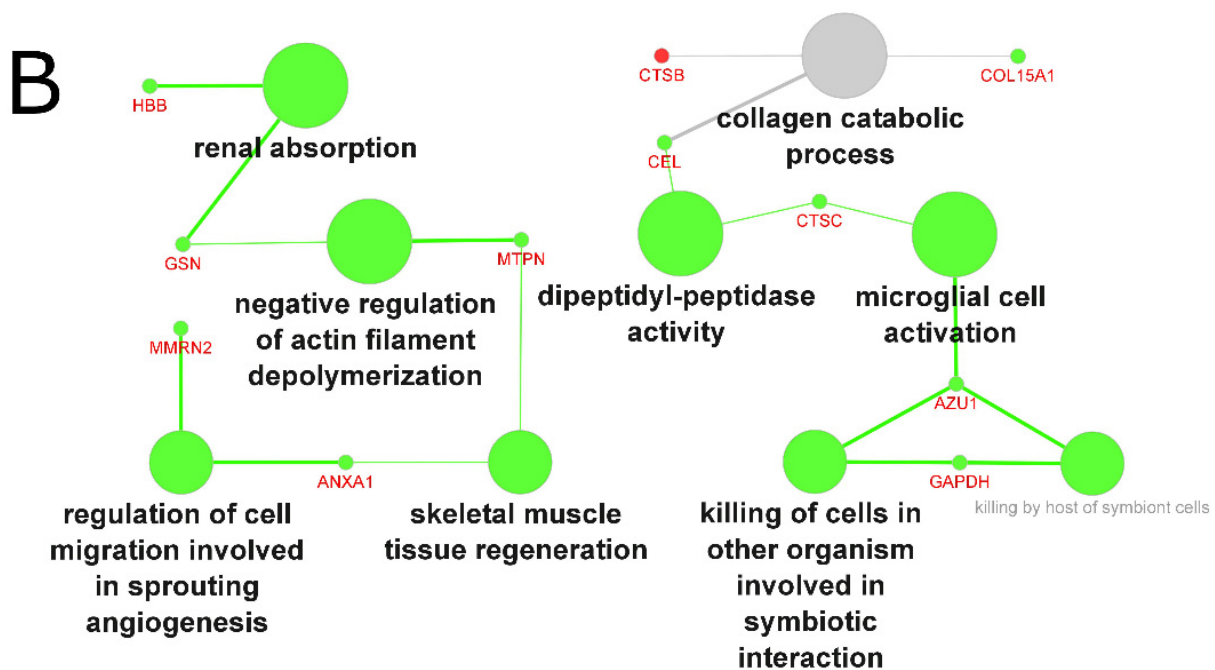 B
HBB
renal absorption
GSN
negative regulation
of actin filament
depolymerization
MTPN
MMRN2
regulation of cell
migration involved
in sprouting
angiogenesis
ANXA1
skeletal muscle
tissue regeneration
CTSB
collagen catabolic
process
COL15A1
CEL
dipeptidyl-peptidase
activity
CTSC
microglial cell
activation
AZU1
killing of cells in
other organism
involved in
symbiotic
interaction
GAPDH
killing by host of symbiont cells